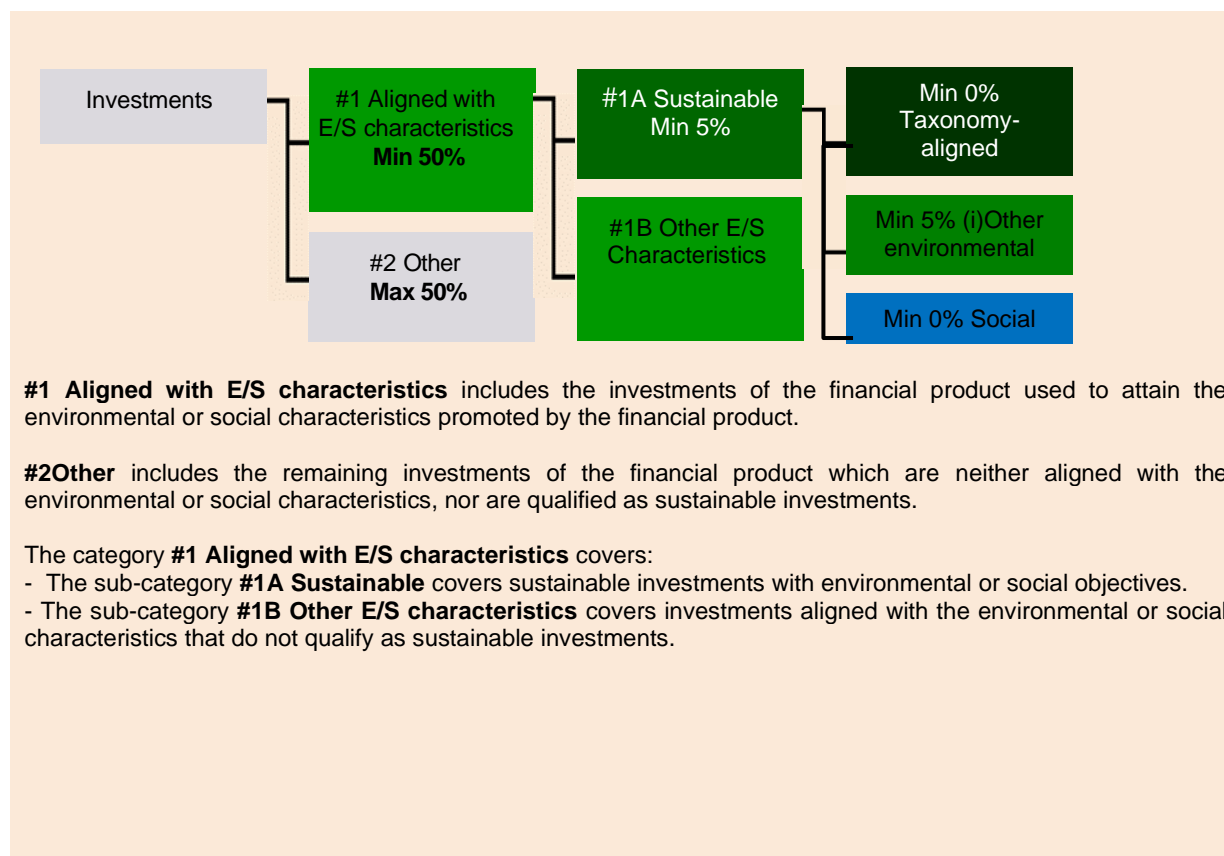 Investments
#1 Aligned with
E/S characteristics
Min 50%
#2 Other
Max 50%
#1A Sustainable
Min 5%
#1B Other E/S
Characteristics
Min 0%
Taxonomy-
aligned
Min 5% (i)Other
environmental
Min 0% Social
#1 Aligned with E/S characteristics includes the investments of the financial product used to attain the
environmental or social characteristics promoted by the financial product.
#2Other includes the remaining investments of the financial product which are neither aligned with the
environmental or social characteristics, nor are qualified as sustainable investments.
The category #1 Aligned with E/S characteristics covers:
- The sub-category #1A Sustainable covers sustainable investments with environmental or social objectives.
- The sub-category #1B Other E/S characteristics covers investments aligned with the environmental or social
characteristics that do not qualify as sustainable investments.